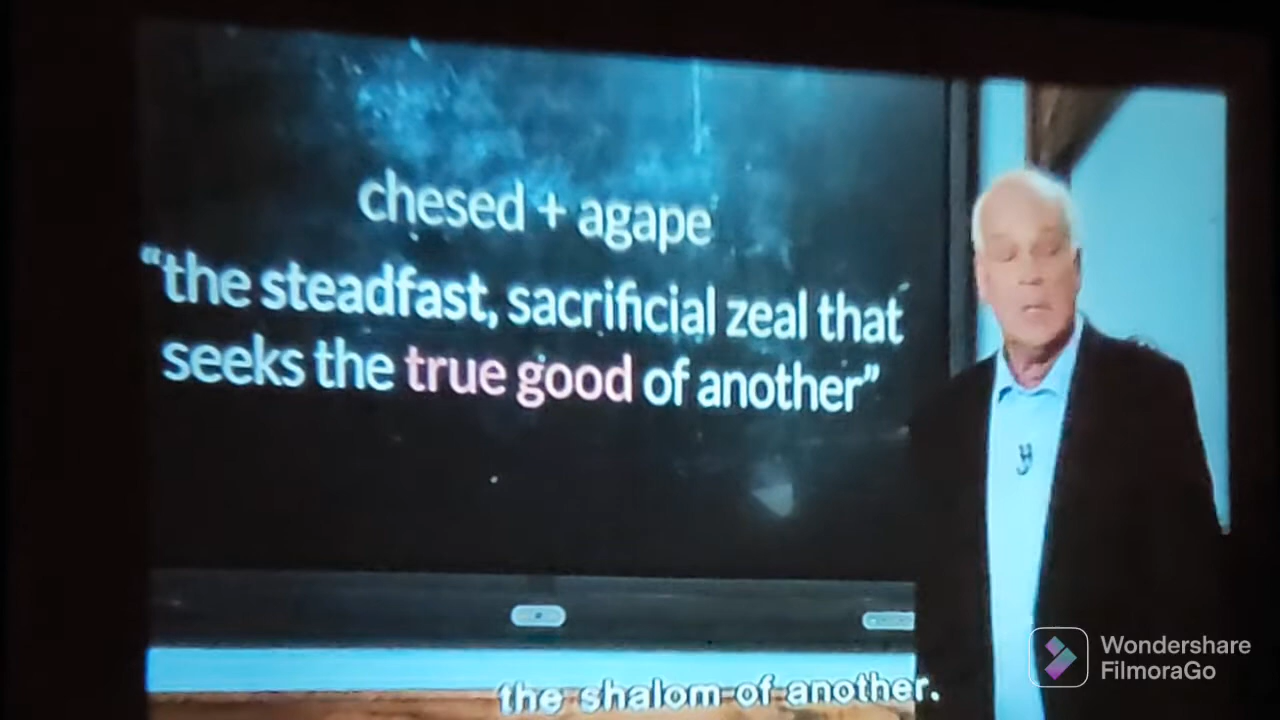 chesed + agape
“the steadfast, sacrificial zeal that
seeks the true good of another”
the shalom of another.
Wondershare
FilmoraGo